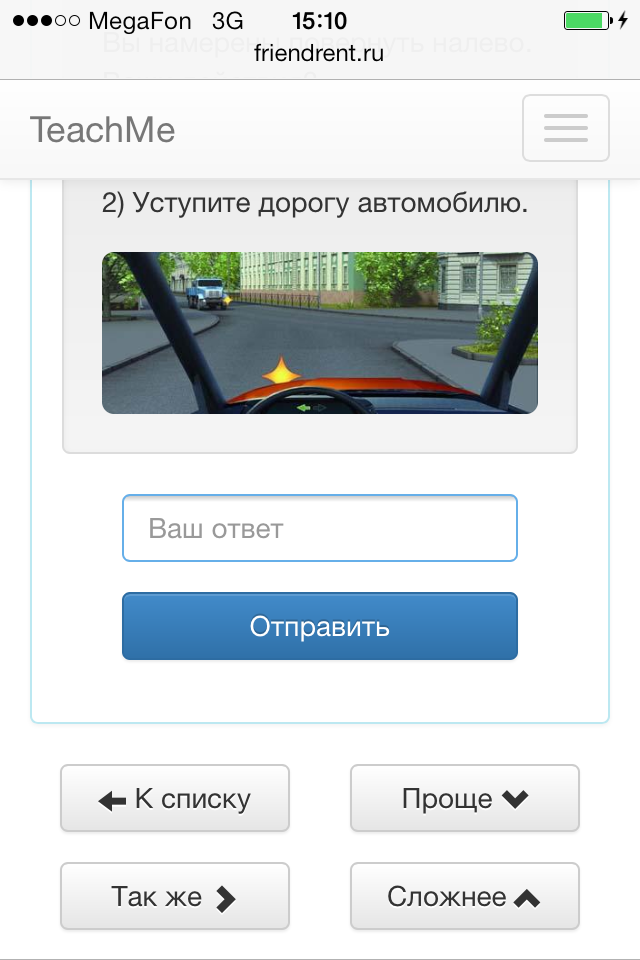 MegaFon 3G 15:10
Вы намерены повернуть налево.
friendrent.ru
TeachMe
2) Уступите дорогу автомобилю.
Ваш ответ
Отправить
К списку
Проще
Так же
Сложнее